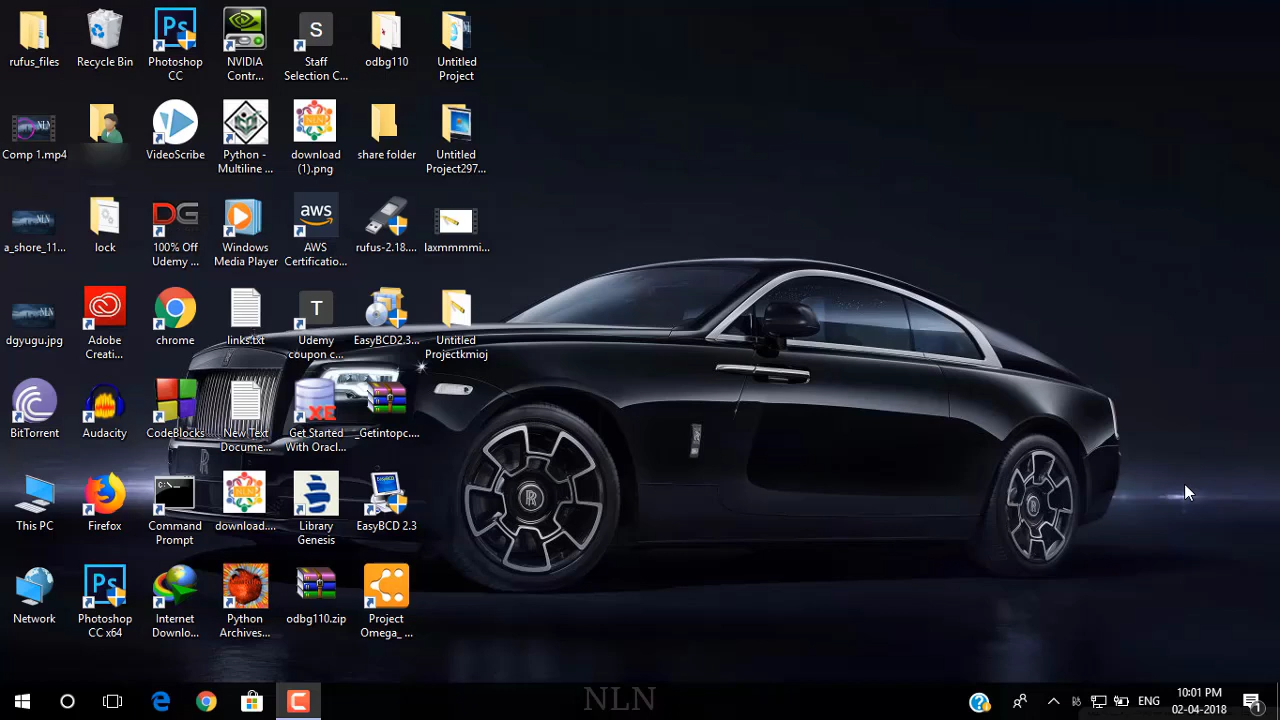 rufus_files
Recycle Bin
Photoshop
CC
NVIDIA
Contr...
Staff
Selection C...
odbg110
Untitled
Project
Comp 1.mp4
VideoScribe
Python -
Multiline ...
download
(1).png
share folder
Untitled
Project297...
a_shore_11...
lock
100% Off
Udemy ...
Windows
Media Player
AWS
Certificatio...
rufus-2.18....
laxmmmmi...
dgyugu.jpg
Adobe
Creati...
chrome
links.txt
Udemy
coupon c...
EasyBCD2.3...
Untitled
Projectkmioj
BitTorrent
Audacity
CodeBlocks
New Text
Docume...
Get Started
With Oracl...
_Getintopc....
This PC
Firefox
Command
Prompt
download....
Library
Genesis
EasyBCD 2.3
Network
Photoshop
CC x64
Internet
Downlo...
Python
Archives...
odbg110.zip
Project
Omega_ ...
NLN
ENG
10:01 PM
02-04-2018
1